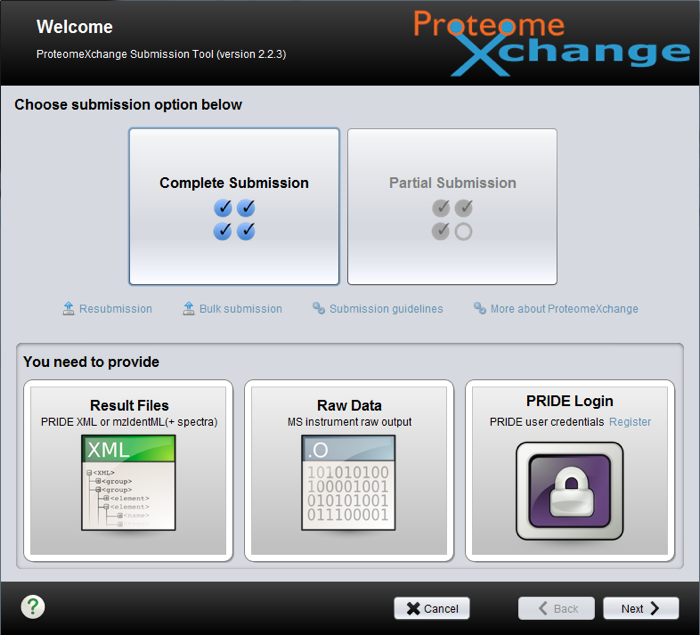 Welcome
ProteomeXchange Submission Tool (version 2.2.3)
Proteome
Xchange
Choose submission option below
Complete Submission
Partial Submission
Resubmission
Bulk submission
Submission guidelines
More about ProteomeXchange
You need to provide
Result Files
PRIDE XML or mzIdentML(+ spectra)
XML
<XML>
<group>
<group>
<element>
<element>
<name>
Raw Data
MS instrument raw output
.O
101010100
100001001
010101001
011100001
PRIDE Login
PRIDE user credentials Register
?
Cancel
Back
Next